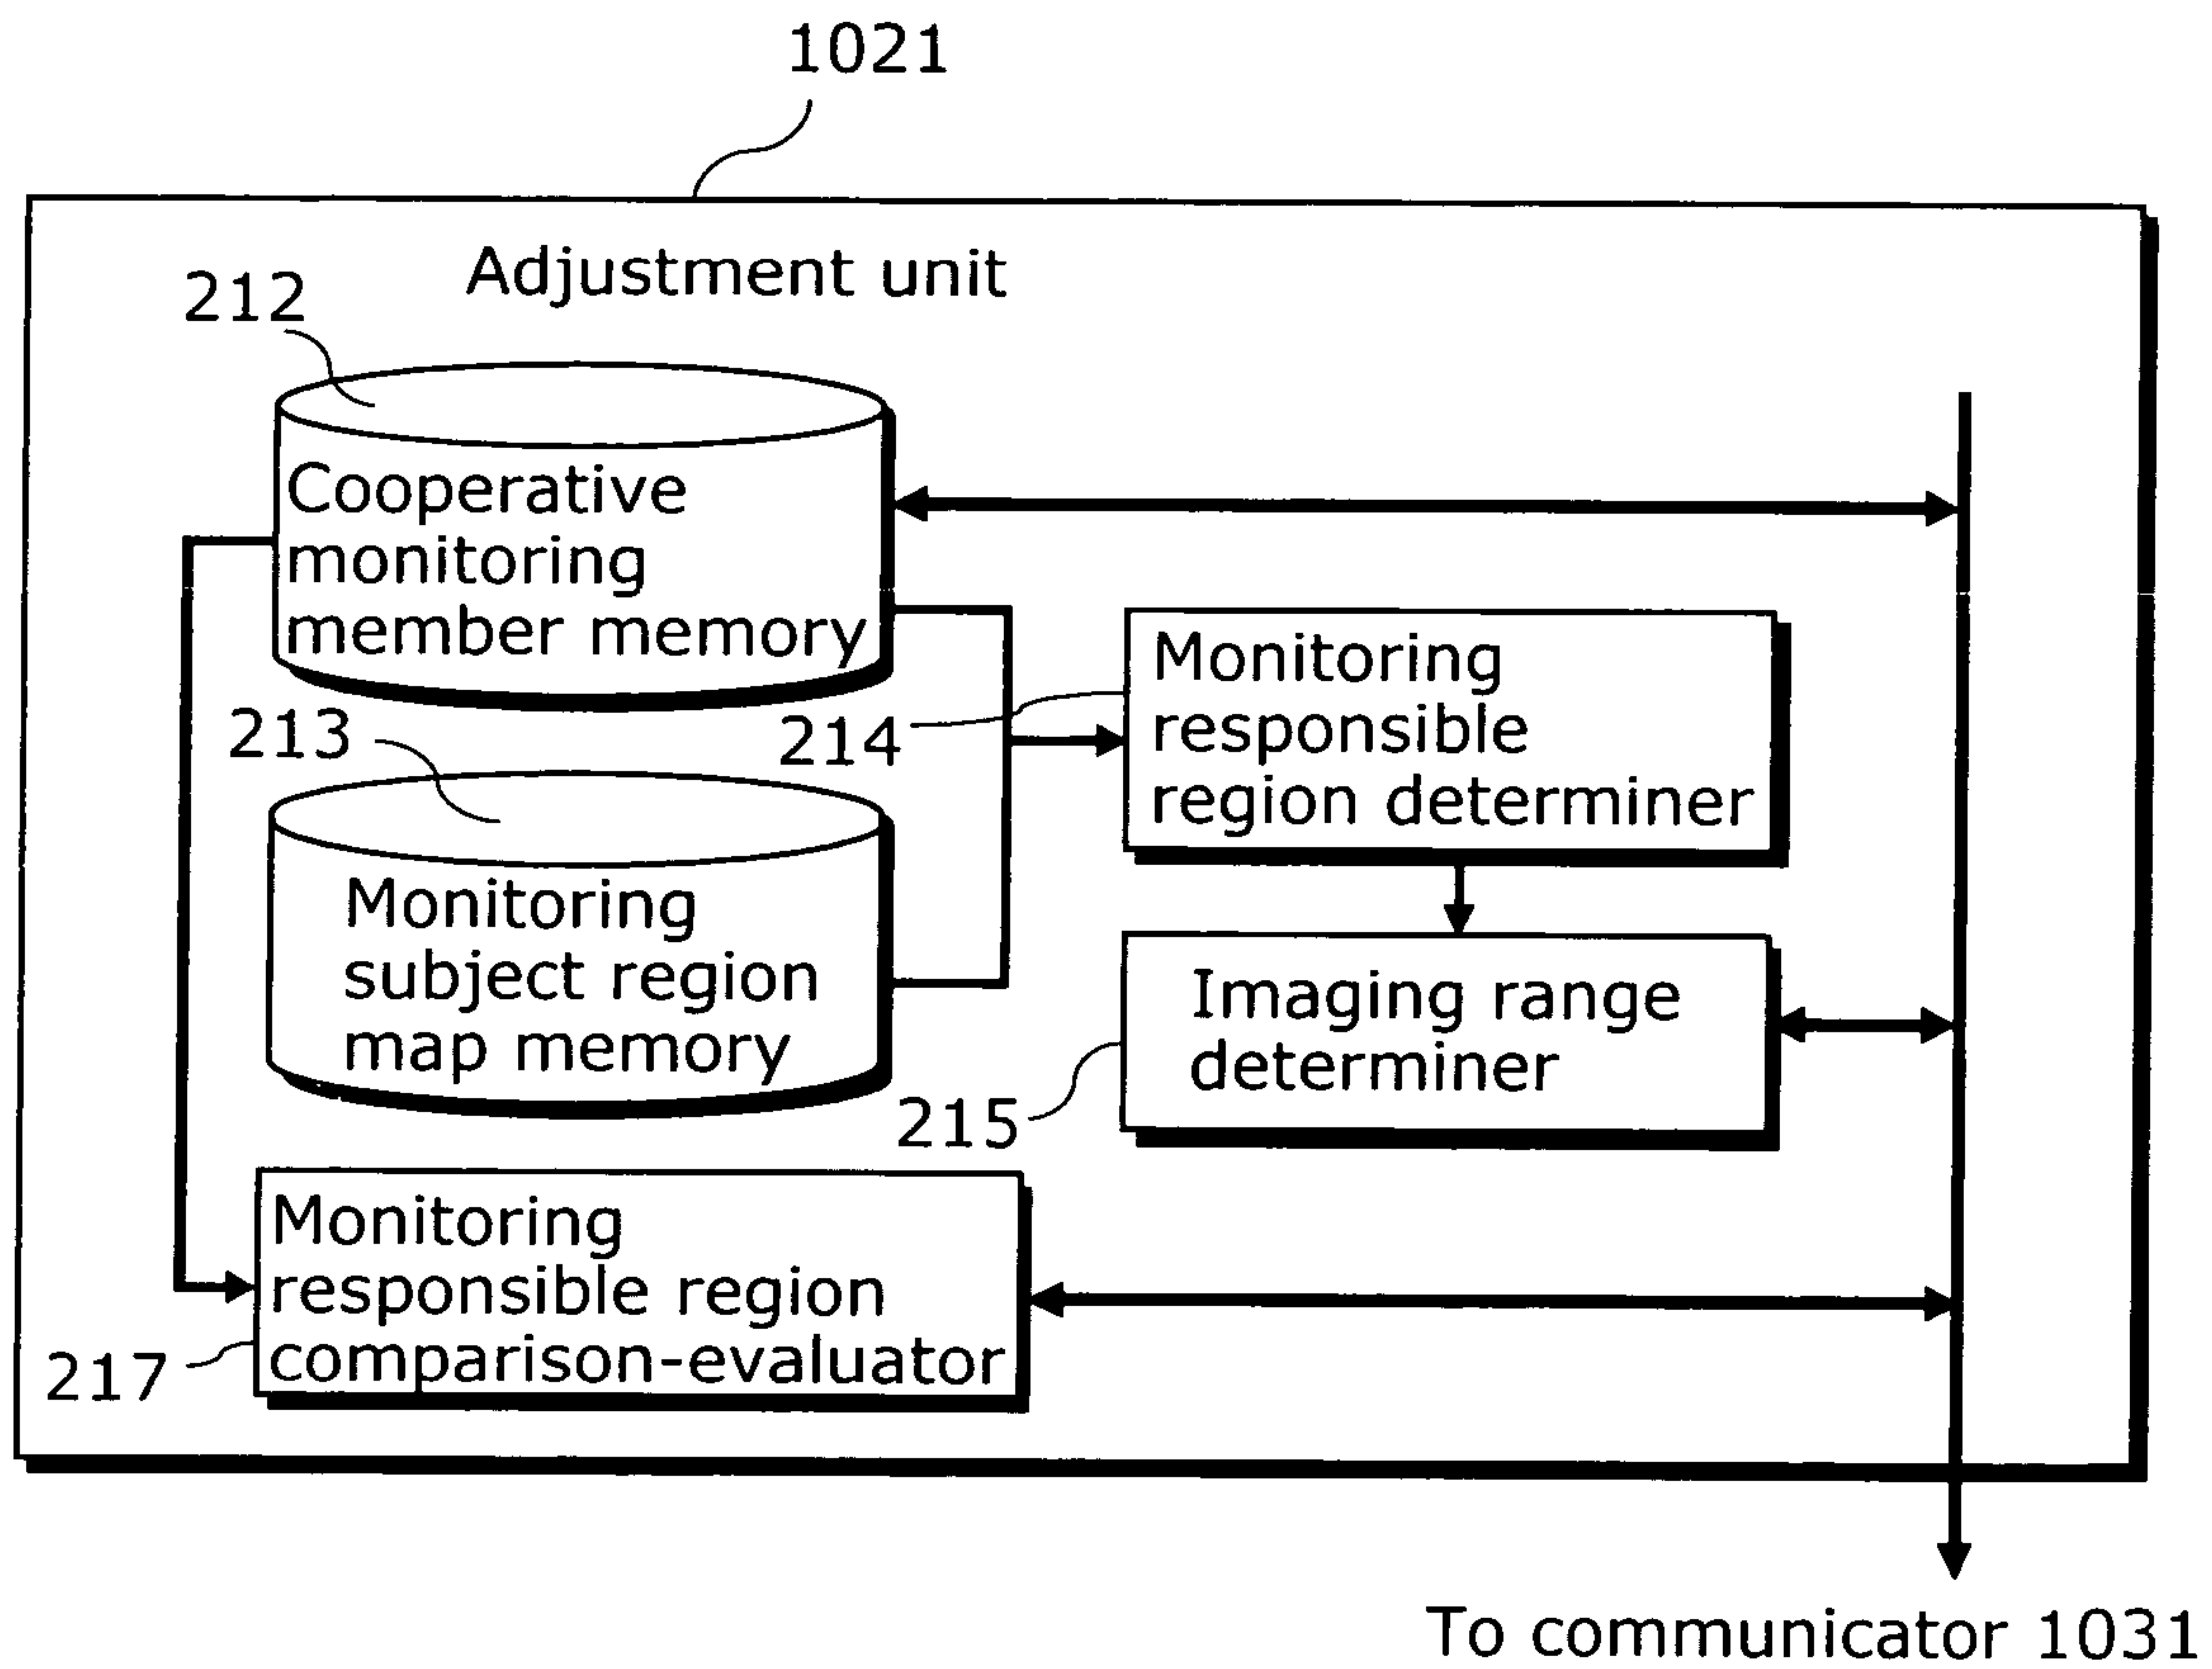 1021
Adjustment unit
212
Cooperative
monitoring
member memory
213
Monitoring
subject region
map memory
214
Monitoring
responsible
region determiner
215
Imaging range
determiner
217
Monitoring
responsible region
comparison-evaluator
To communicator 1031